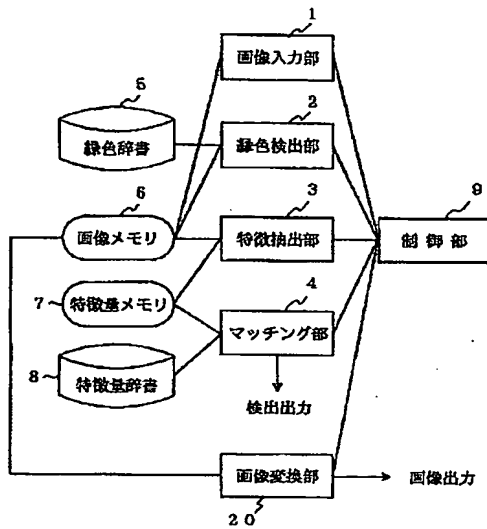 1
画像入力部
5
緑色辞書
2
緑色検出部
6
画像メモリ
3
特徴抽出部
9
制御部
7
特徴量メモリ
4
マッチング部
8
特徴量辞書
検出出力
画像変換部
画像出力
20